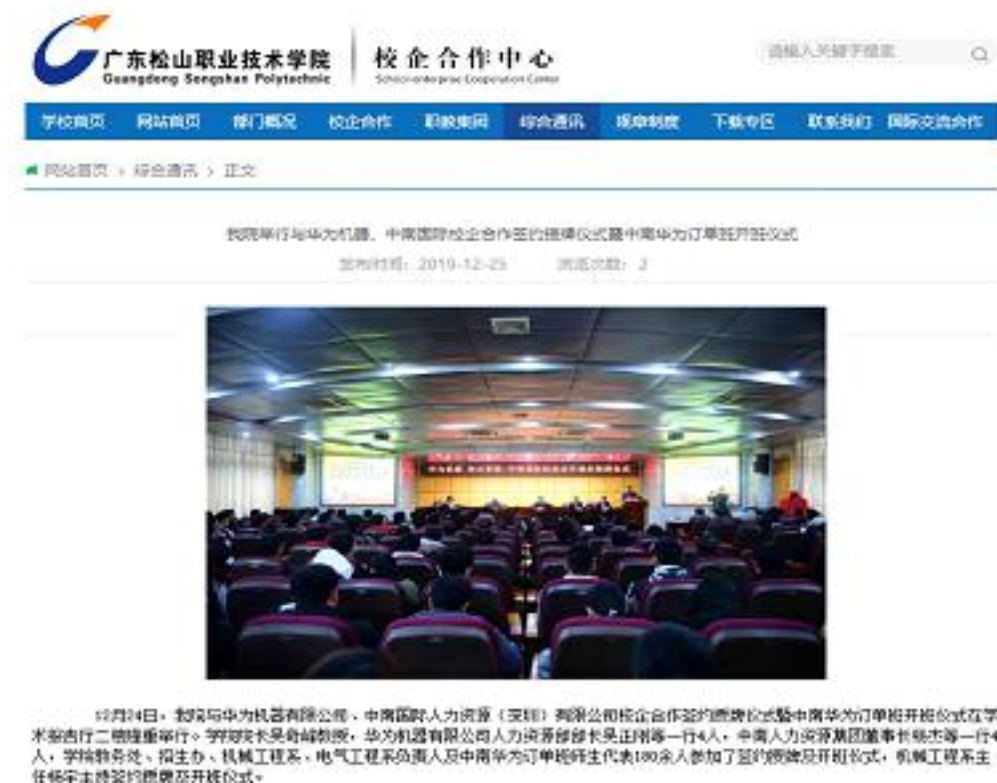 广东松山职业技术学院
Guangdong Songshan Polytechnic
校企合作中心
School-enterprise Cooperation Center
请输入关键字搜索
学校首页 网站首页 部门概况 校企合作 职教集团 综合通讯 规章制度 下载专区 联系我们 国际交流合作
网站首页 > 综合通讯 > 正文
我院举行与华为机器、中南国际校企合作签约授牌仪式暨中南华为订单班开班仪式
发布时间：2019-12-25 浏览次数：2
12月24日，我院与华为机器有限公司、中南国际人力资源（深圳）有限公司校企合作签约授牌仪式暨中南华为订单班开班仪式在学
术报告厅二楼隆重举行。学院院长吴奇峰教授，华为机器有限公司人力资源部部长吴正刚等一行4人，中南人力资源集团董事长杨杰等一行4
人，学院教务处、招生办、机械工程系、电气工程系负责人及中南华为订单班师生代表180余人参加了签约授牌及开班仪式，机械工程系主
任杨宇主持签约授牌及开班仪式。